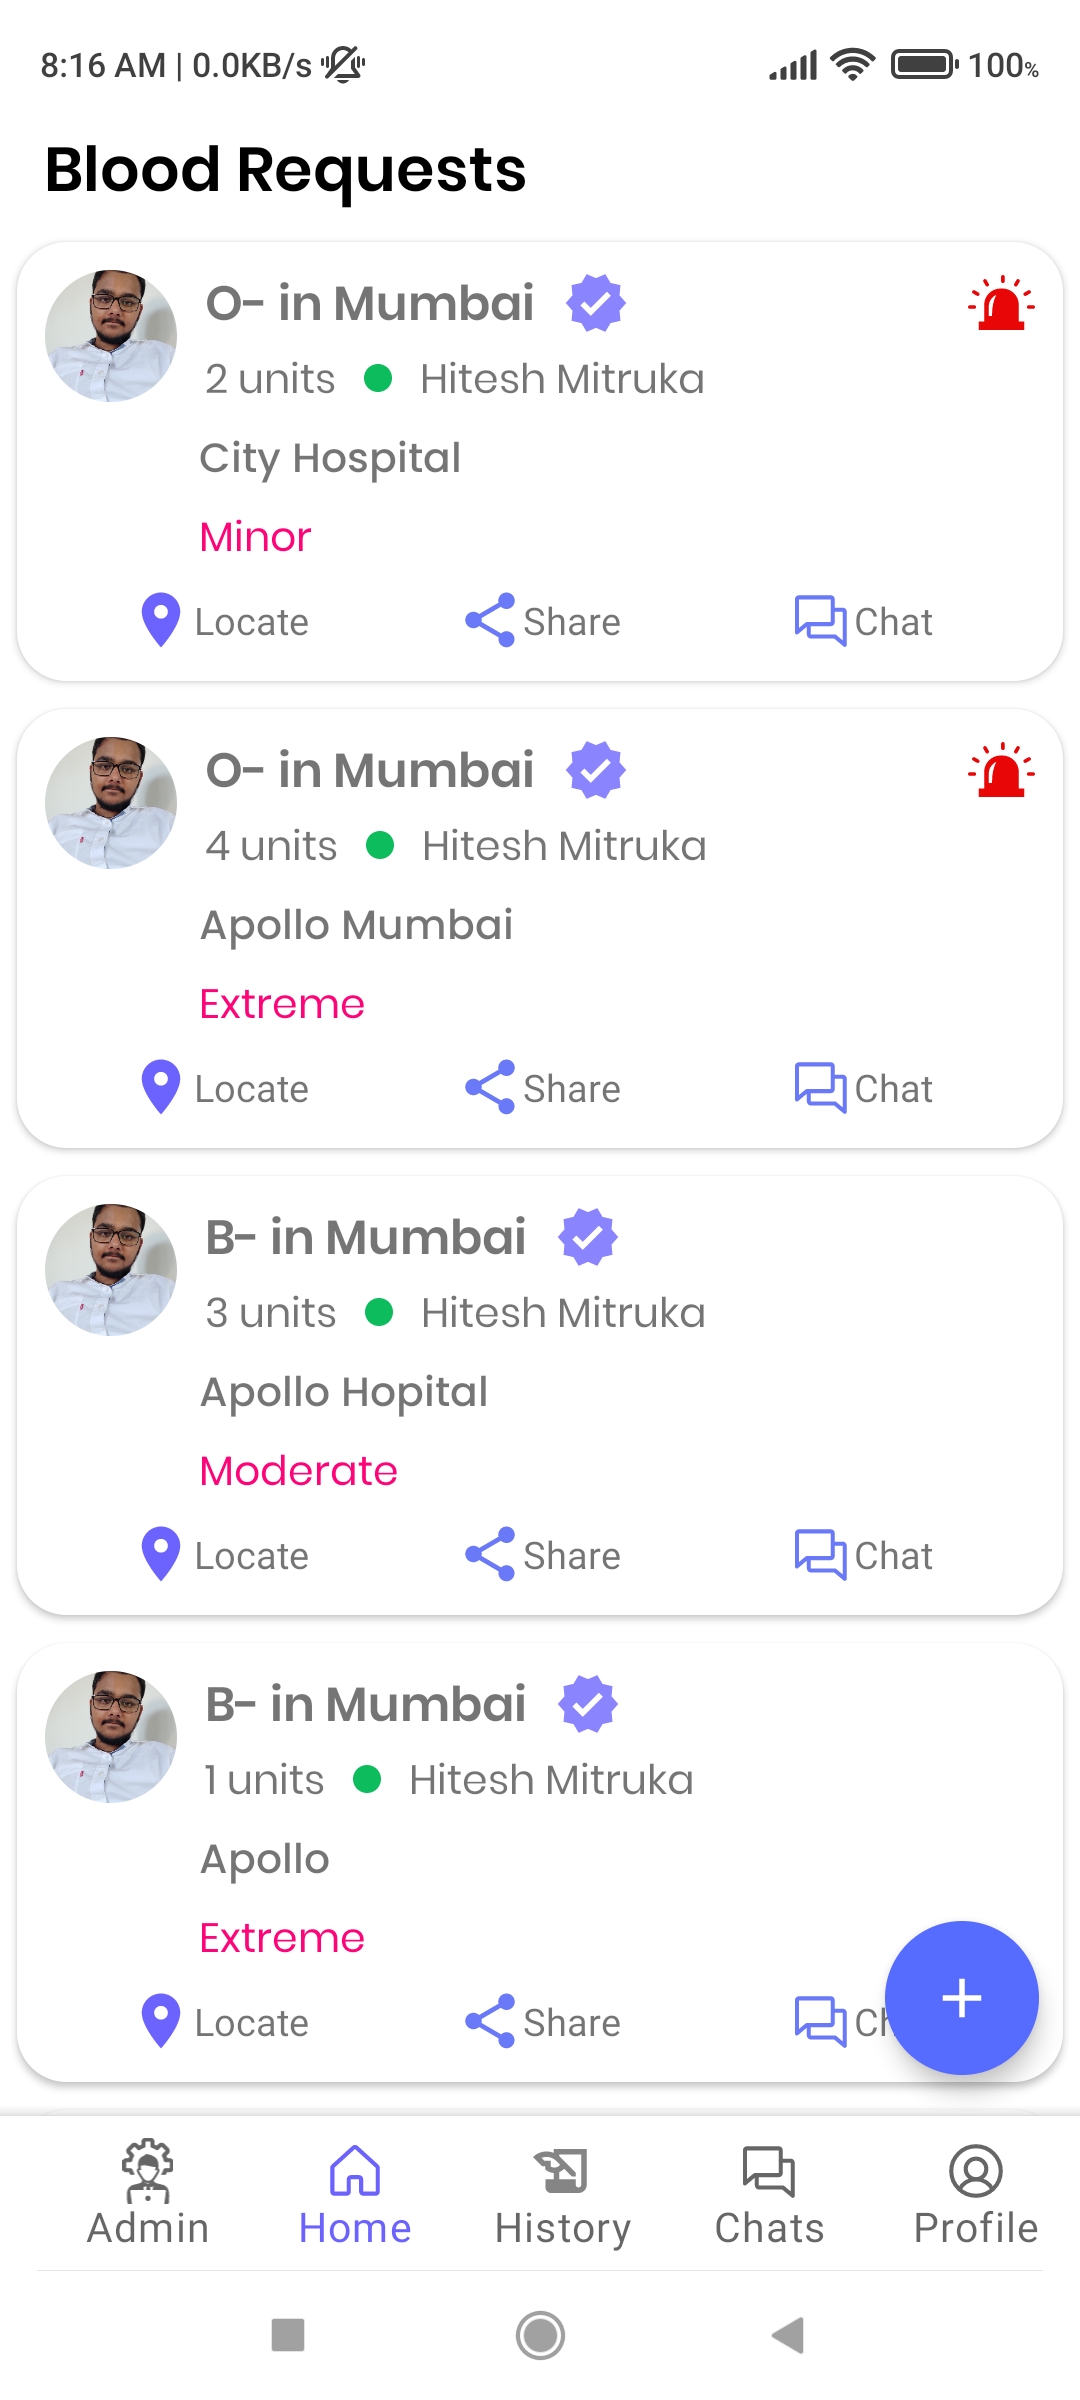 8:16 AM | 0.0KB/s
100%
Blood Requests
O- in Mumbai
2 units Hitesh Mitruka
City Hospital
Minor
Locate Share Chat
O- in Mumbai
4 units Hitesh Mitruka
Apollo Mumbai
Extreme
Locate Share Chat
B- in Mumbai
3 units Hitesh Mitruka
Apollo Hopital
Moderate
Locate Share Chat
B- in Mumbai
1 units Hitesh Mitruka
Apollo
Extreme
Locate Share
Admin Home History Chats Profile